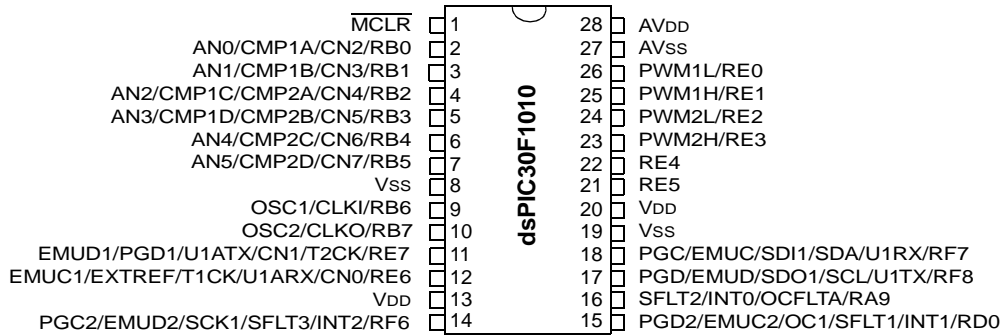 MCLR 1 28 AVDD
AN0/CMP1A/CN2/RB0 2 27 AVSS
AN1/CMP1B/CN3/RB1 3 26 PWM1L/RE0
AN2/CMP1C/CMP2A/CN4/RB2 4 25 PWM1H/RE1
AN3/CMP1D/CMP2B/CN5/RB3 5 24 PWM2L/RE2
AN4/CMP2C/CN6/RB4 6 23 PWM2H/RE3
AN5/CMP2D/CN7/RB5 7 22 RE4
VSS 8 21 RE5
OSC1/CLKI/RB6 9 20 VDD
OSC2/CLKO/RB7 10 19 VSS
EMUD1/PGD1/U1ATX/CN1/T2CK/RE7 11 18 PGC/EMUC/SDI1/SDA/U1RX/RF7
EMUC1/EXTREF/T1CK/U1ARX/CN0/RE6 12 17 PGD/EMUD/SDO1/SCL/U1TX/RF8
VDD 13 16 SFLT2/INT0/OCFLTA/RA9
PGC2/EMUD2/SCK1/SFLT3/INT2/RF6 14 15 PGD2/EMUC2/OC1/SFLT1/INT1/RD0
dsPIC30F1010